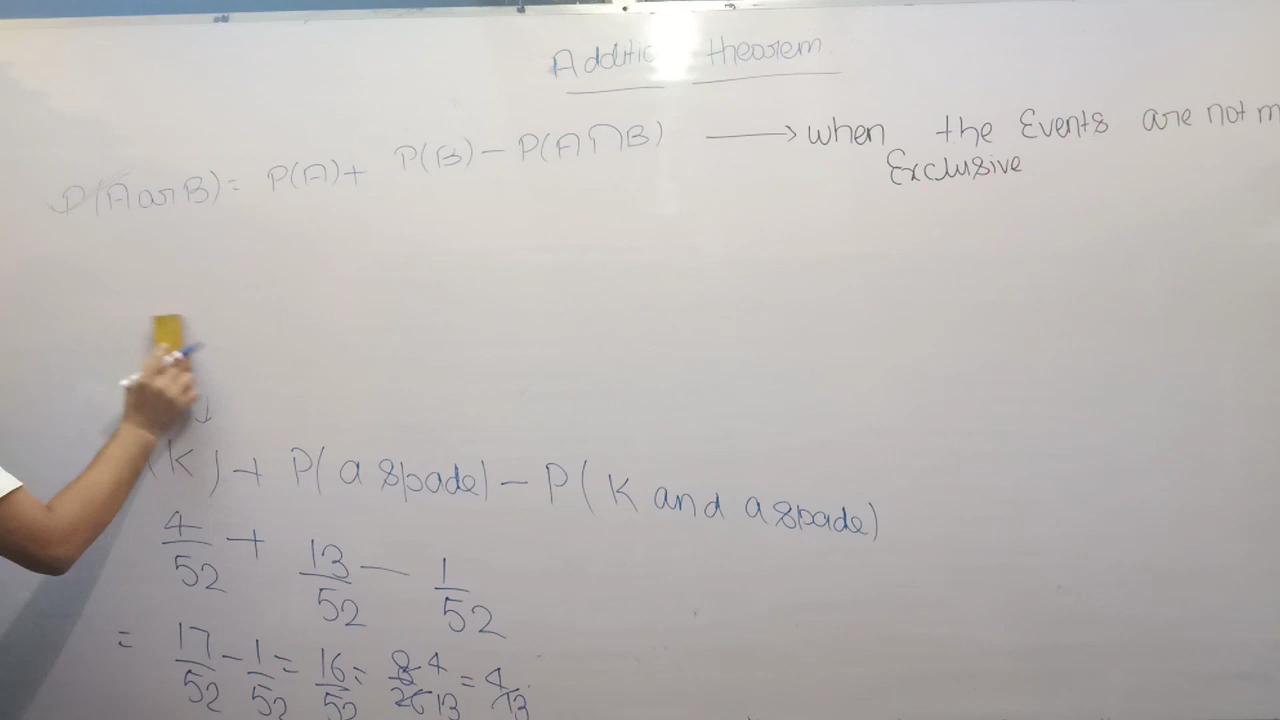 Additio theorem
P(A or B) = P(A) + P(B) - P(A∩B) → when the Events are not m
Exclusive
(K) + P(a spade) - P(K and a spade)
4/52 + 13/52 - 1/52
= 17/52 - 1/52 = 16/52 = 8/26 4/13 = 4/13